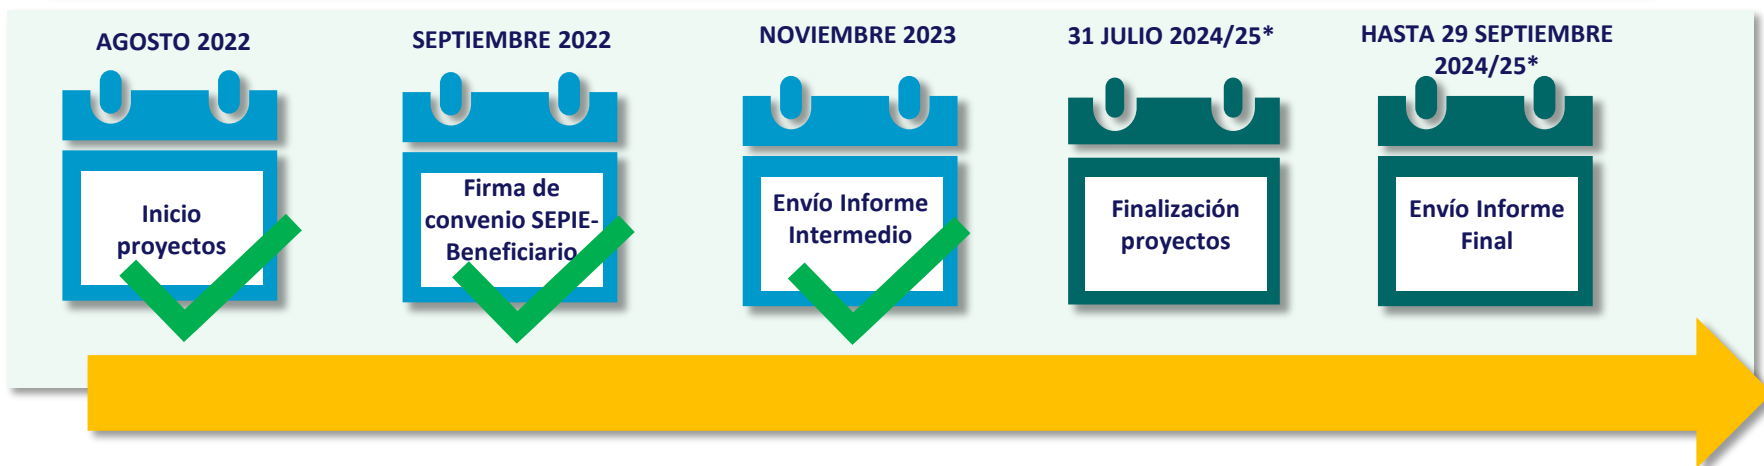 AGOSTO 2022
Inicio
proyectos
SEPTIEMBRE 2022
Firma de
convenio SEPIE-
Beneficiario
NOVIEMBRE 2023
Envío Informe
Intermedio
31 JULIO 2024/25*
Finalización
proyectos
HASTA 29 SEPTIEMBRE
2024/25*
Envío Informe
Final